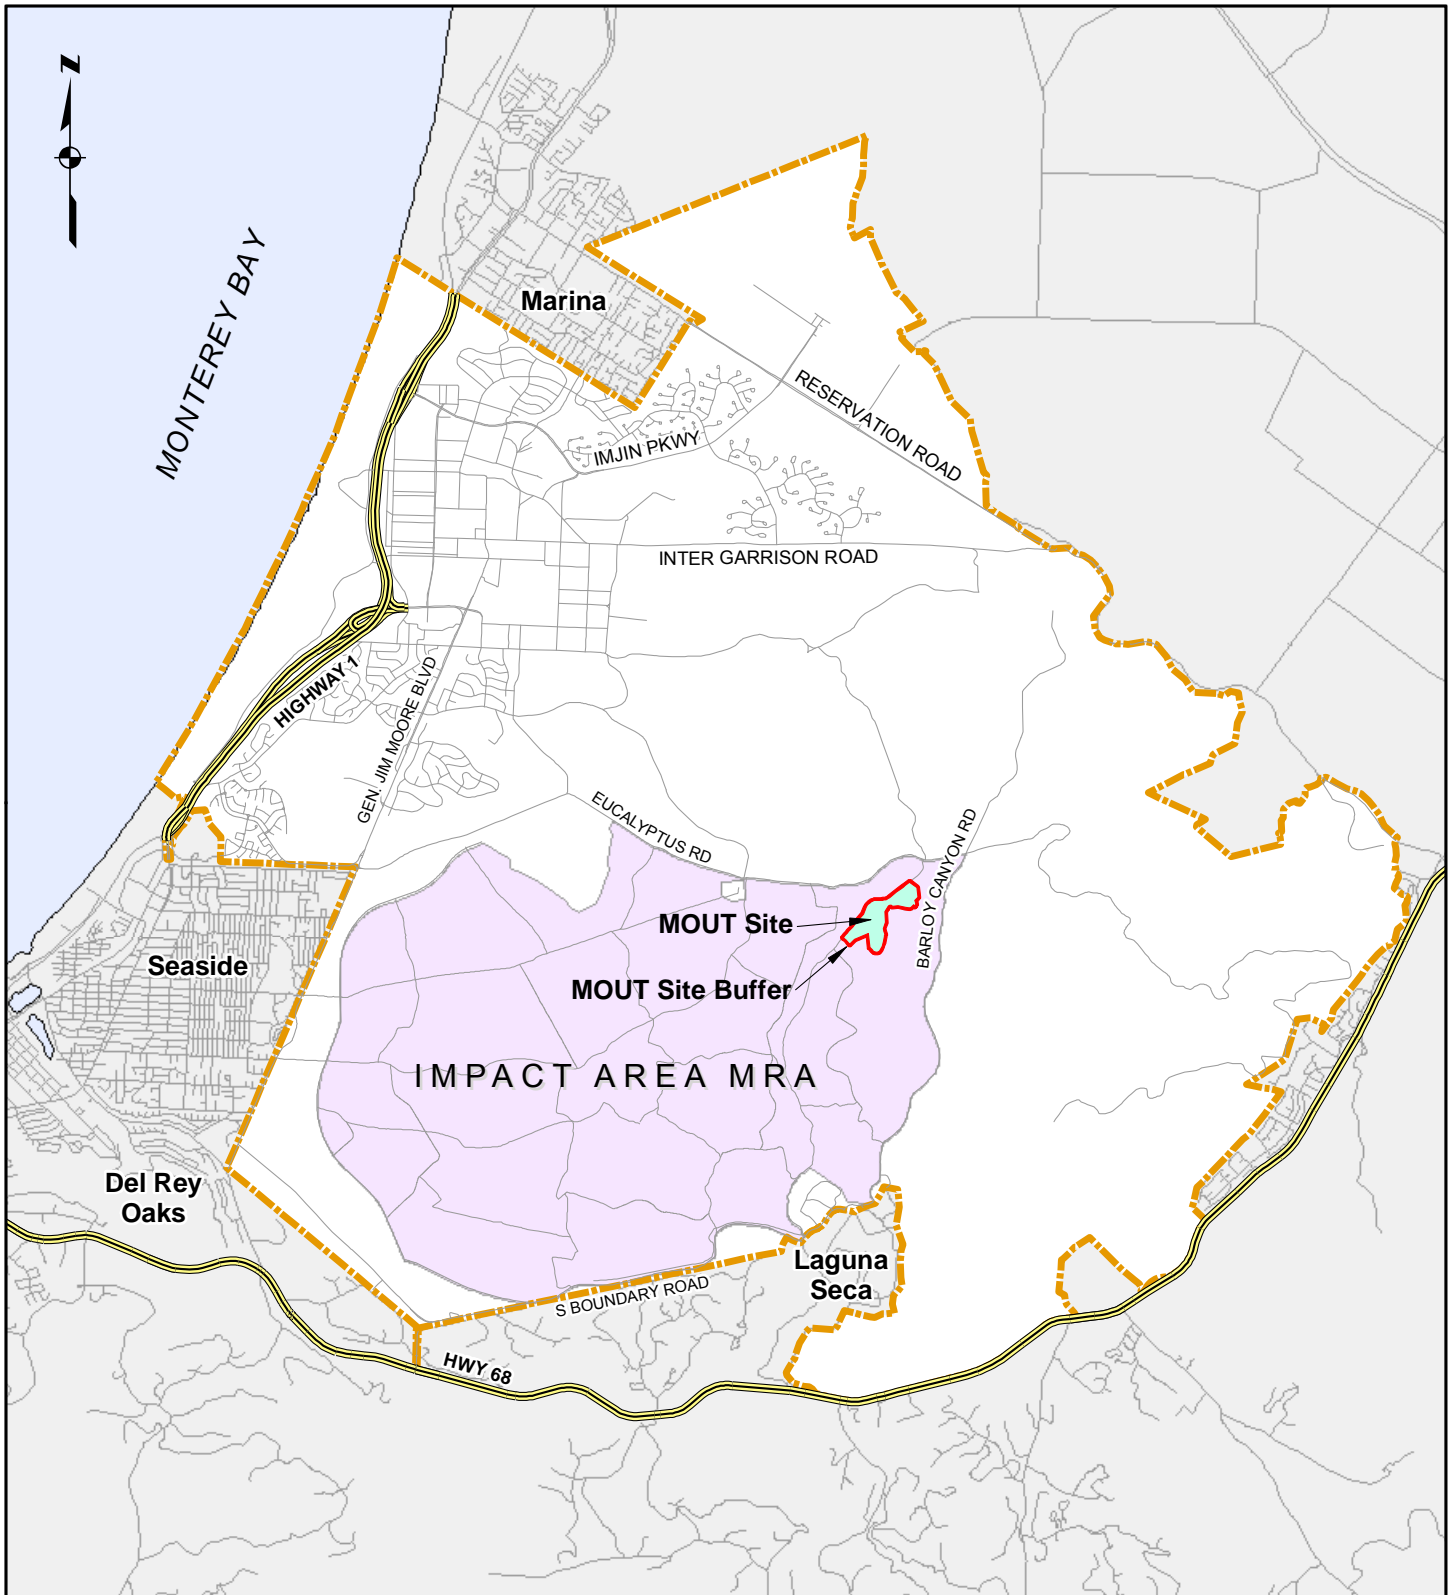 N
MONTEREY BAY
Marina
RESERVATION ROAD
IMJIN PKWY
INTER GARRISON ROAD
HIGHWAY 1
GEN. JIM MOORE BLVD
EUCALYPTUS RD
BARLOY CANYON RD
MOUT Site
Seaside
MOUT Site Buffer
IMPACT AREA MRA
Del Rey
Oaks
Laguna
Seca
S BOUNDARY ROAD
HWY 68